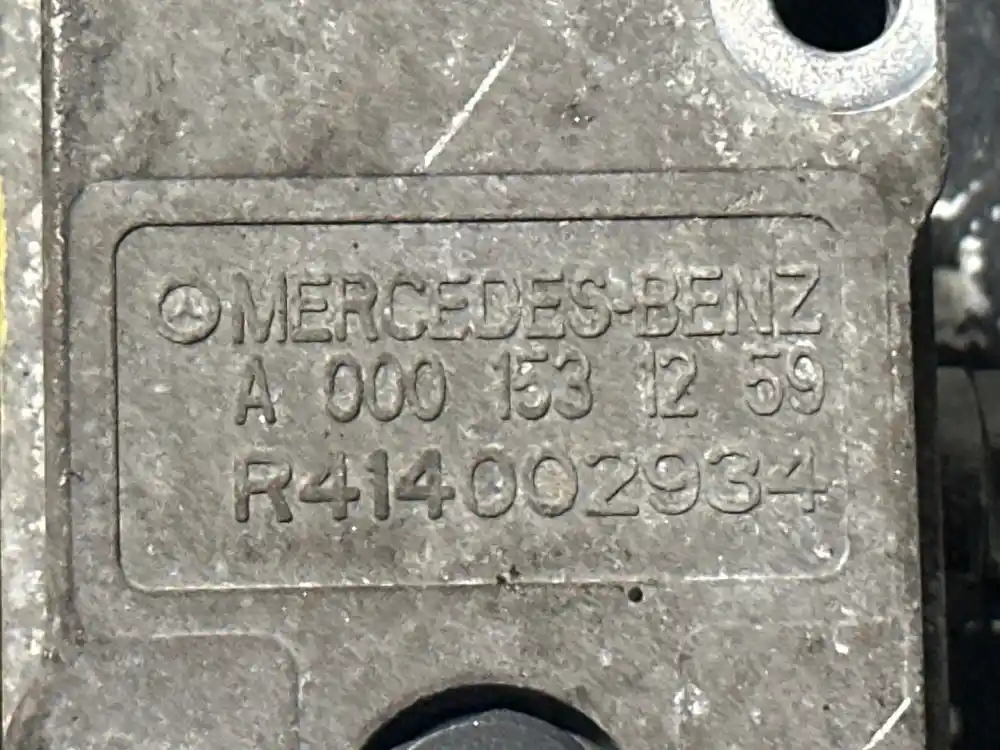 MERCEDES-BENZ
A 000 153 12 59
R414002934